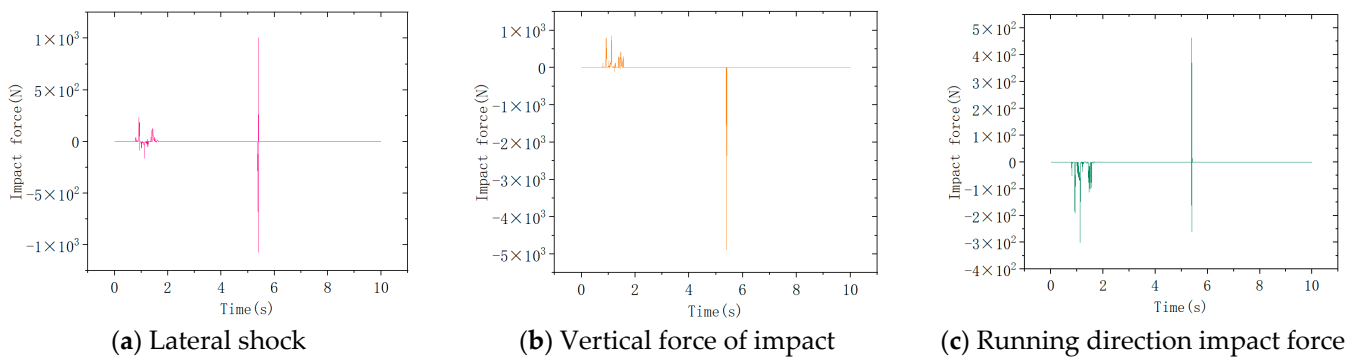 Impact force(N)
1×10³
5×10²
0
−5×10²
−1×10³
0 2 4 6 8 10
Time(s)
(a) Lateral shock
Impact force(N)
1×10³
0
−1×10³
−2×10³
−3×10³
−4×10³
−5×10³
0 2 4 6 8 10
Time(s)
(b) Vertical force of impact
Impact force(N)
5×10²
4×10²
3×10²
2×10²
1×10²
0
−1×10²
−2×10²
−3×10²
−4×10²
0 2 4 6 8 10
Time(s)
(c) Running direction impact force